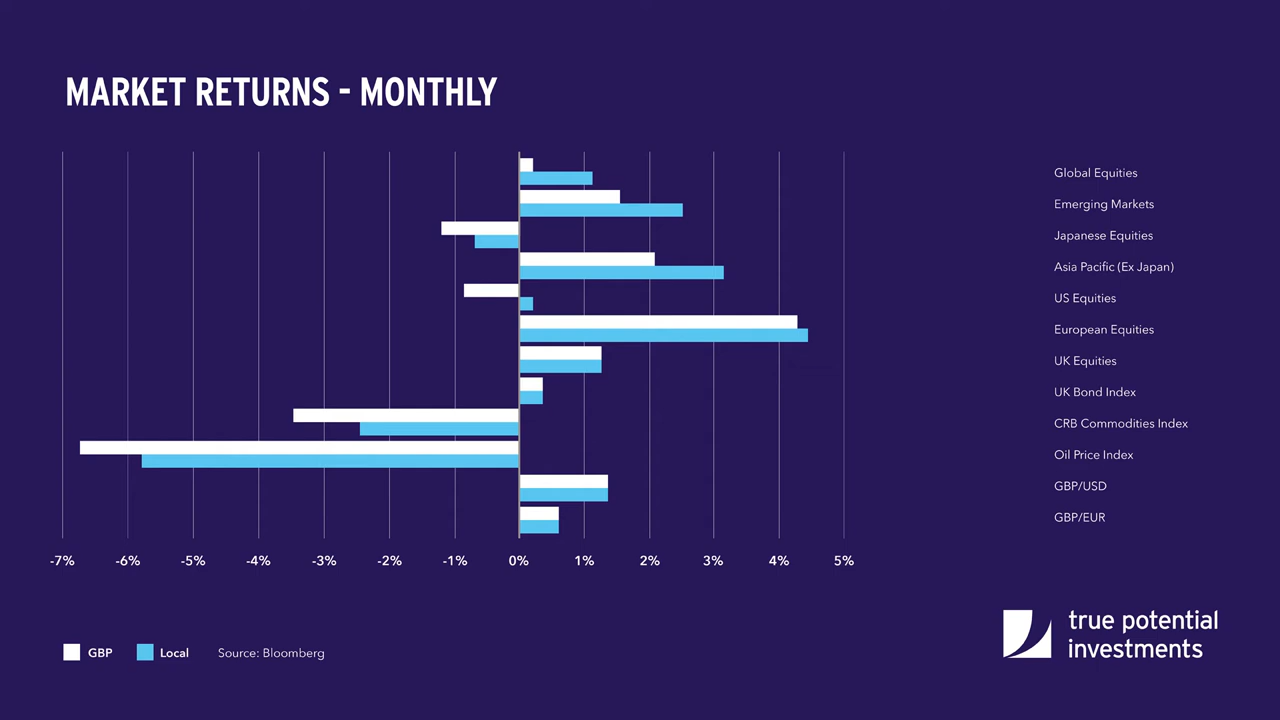 MARKET RETURNS - MONTHLY
Global Equities
Emerging Markets
Japanese Equities
Asia Pacific (Ex Japan)
US Equities
European Equities
UK Equities
UK Bond Index
CRB Commodities Index
Oil Price Index
GBP/USD
GBP/EUR
-7% -6% -5% -4% -3% -2% -1% 0% 1% 2% 3% 4% 5%
GBP Local Source: Bloomberg
true potential
investments